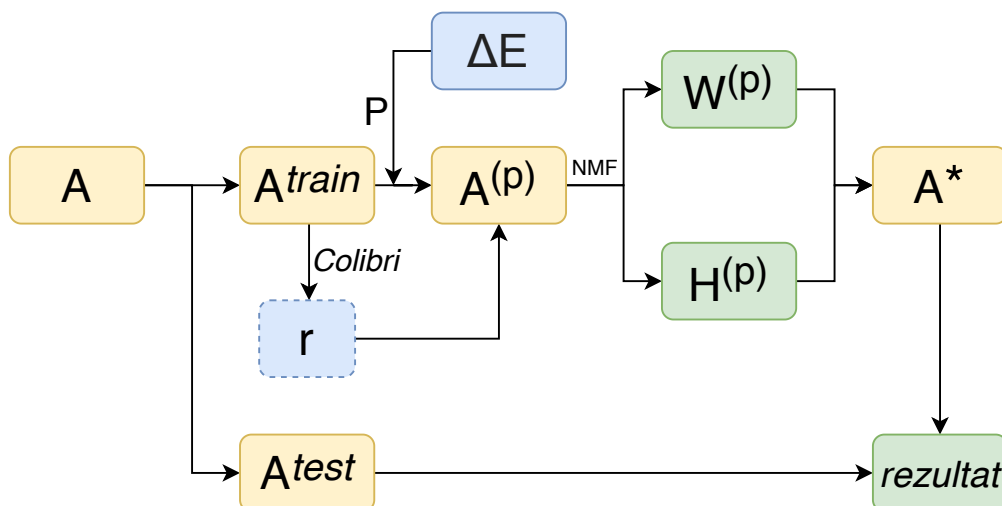 ΔE
P
W(p)
A
Atrain
A(p)
NMF
A*
Colibri
H(p)
r
Atest
rezultat